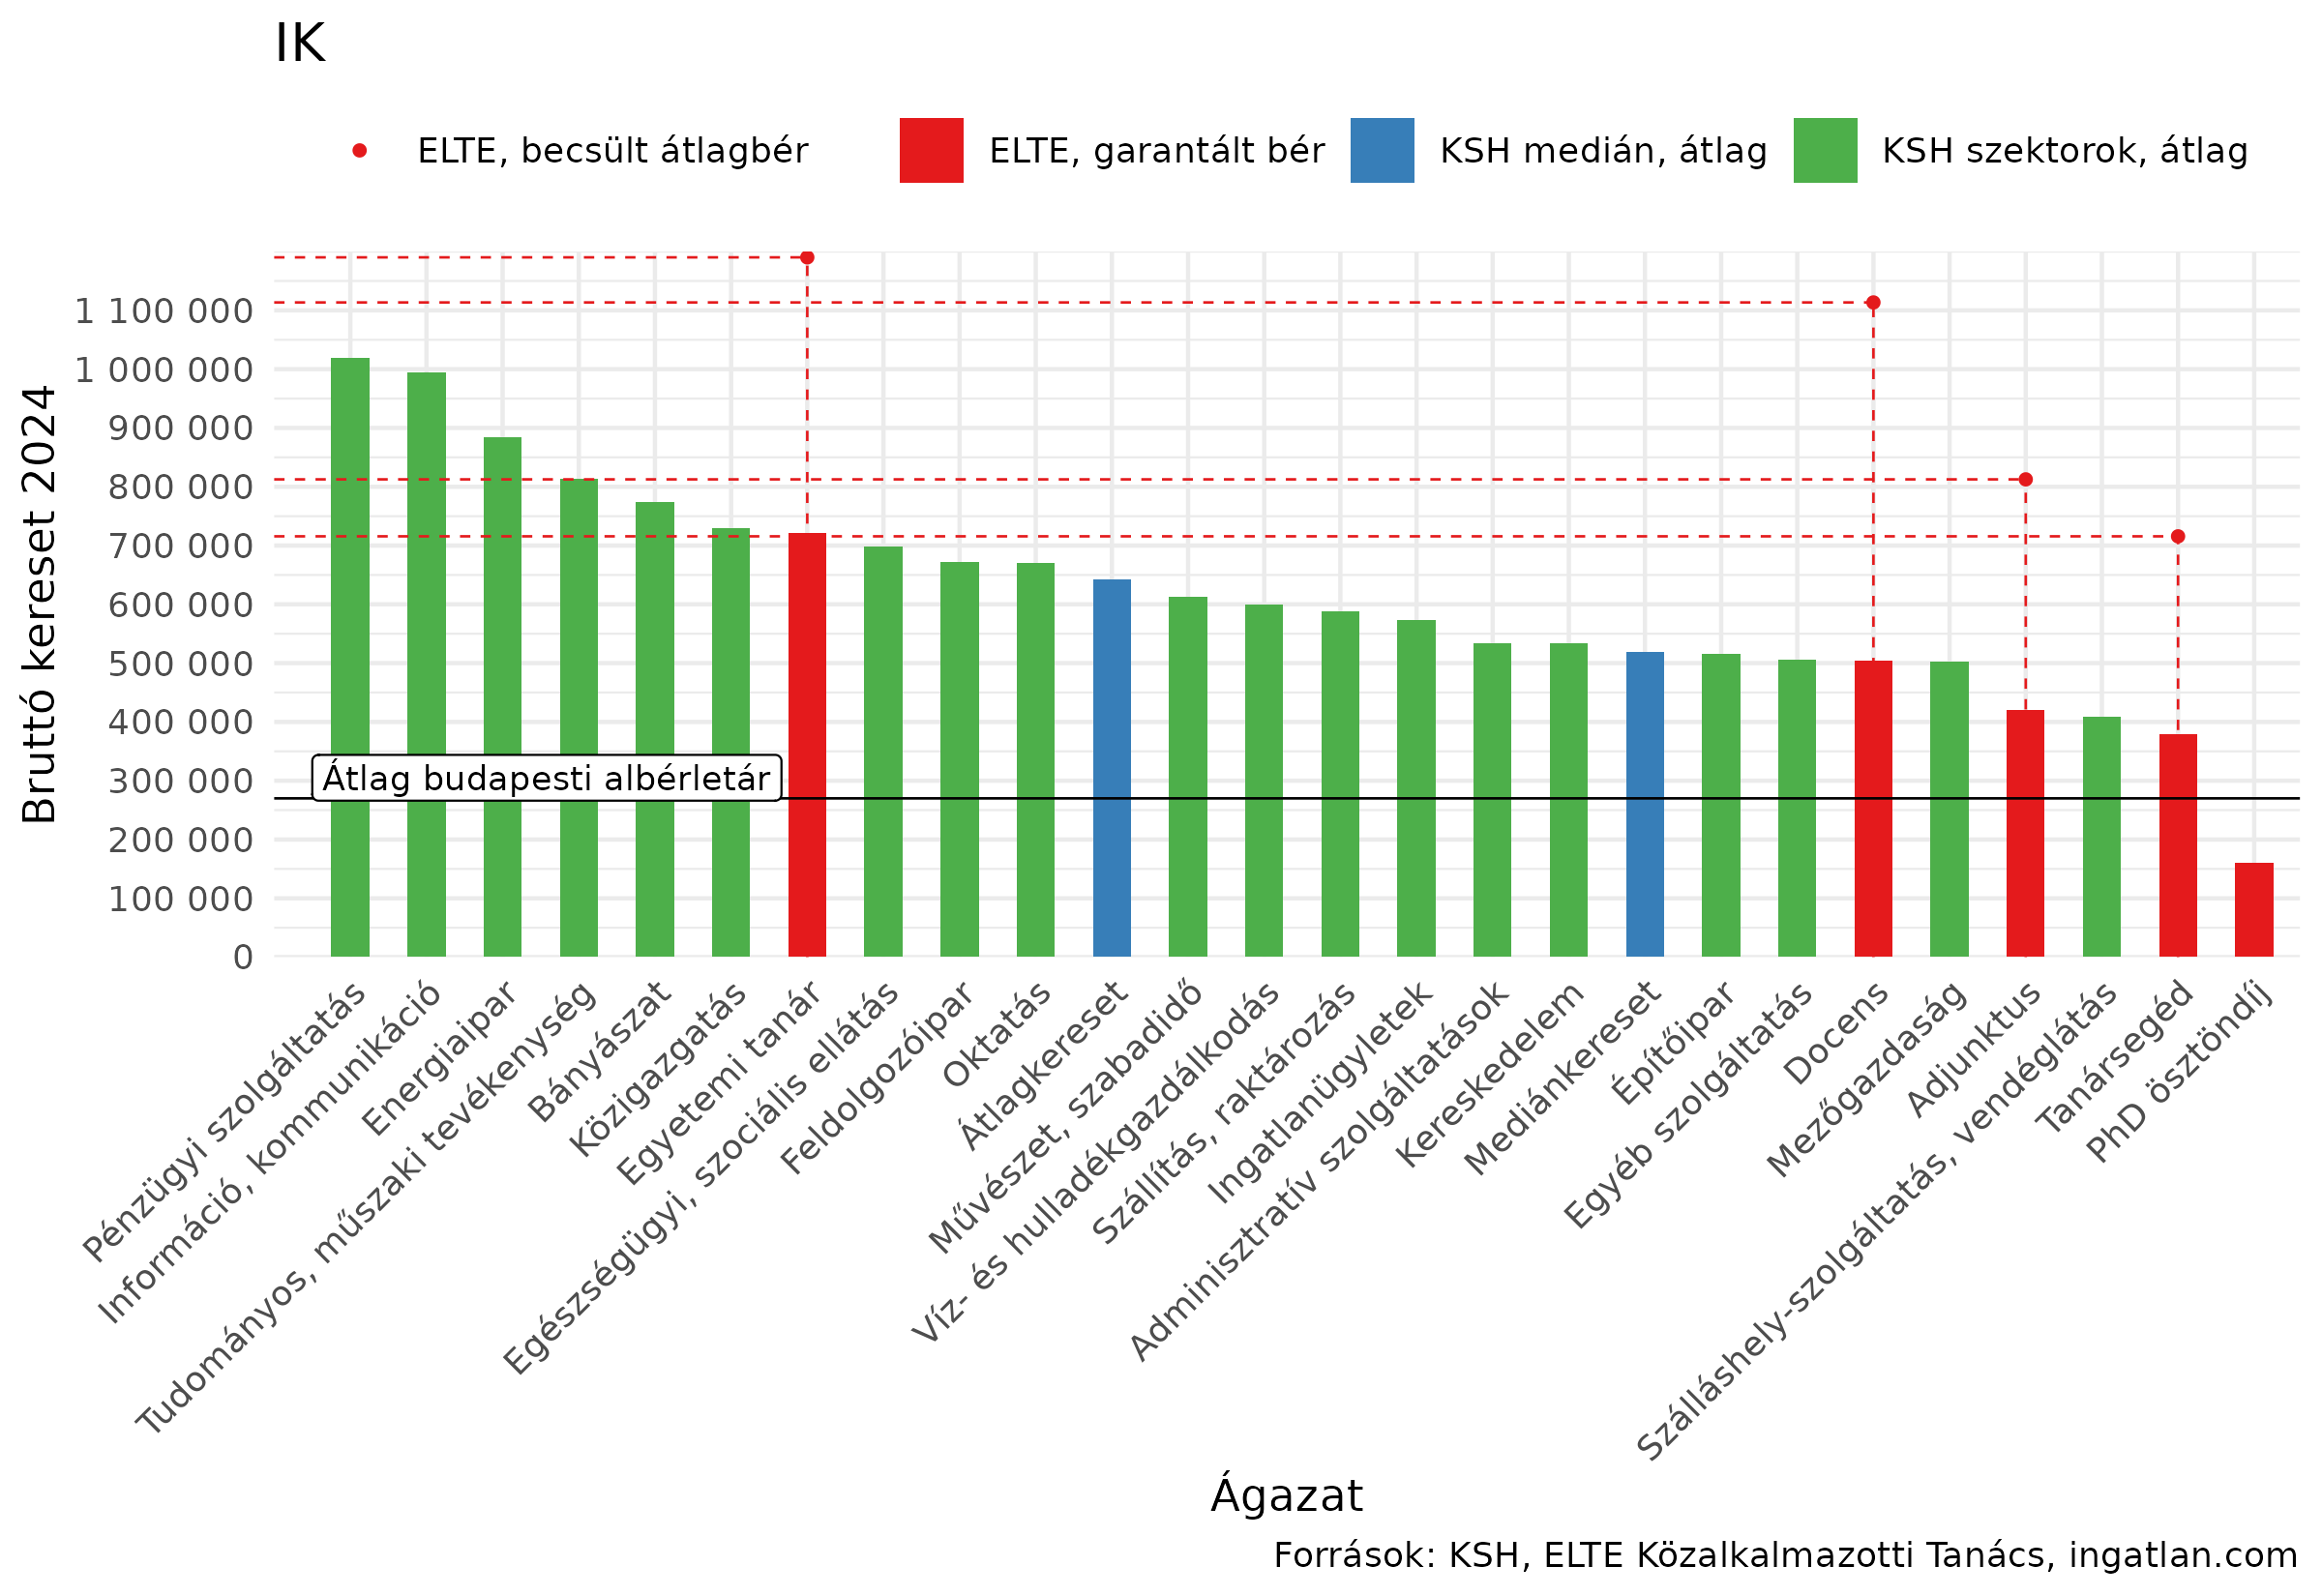 IK
ELTE, becsült átlagbér
ELTE, garantált bér
KSH medián, átlag
KSH szektorok, átlag
Bruttó kereset 2024
1 100 000
1 000 000
900 000
800 000
700 000
600 000
500 000
400 000
300 000
200 000
100 000
0
Átlag budapesti albérletár
Pénzügyi szolgáltatás
Információ, kommunikáció
Energiaipar
Tudományos, műszaki tevékenység
Bányászat
Közigazgatás
Egyetemi tanár
Egészségügyi, szociális ellátás
Feldolgozóipar
Oktatás
Átlagkereset
Művészet, szabadidő
Víz- és hulladékgazdálkodás
Szállítás, raktározás
Ingatlanügyletek
Adminisztratív szolgáltatások
Kereskedelem
Mediánkereset
Építőipar
Egyéb szolgáltatás
Docens
Mezőgazdaság
Adjunktus
Szálláshely-szolgáltatás, vendéglátás
Tanársegéd
PhD ösztöndíj
Ágazat
Források: KSH, ELTE Közalkalmazotti Tanács, ingatlan.com